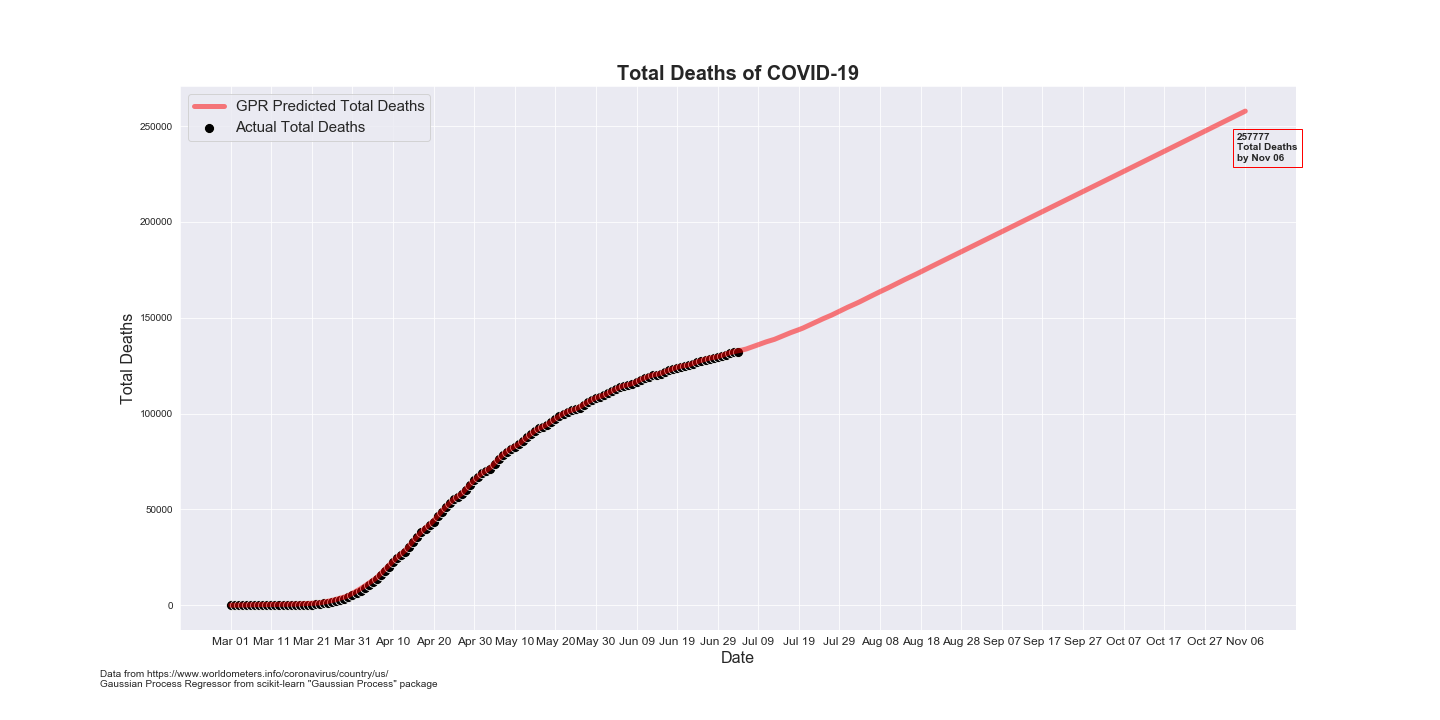 Total Deaths of COVID-19
GPR Predicted Total Deaths
Actual Total Deaths
250000
200000
150000
100000
50000
0
Total Deaths
257777
Total Deaths
by Nov 06
Mar 01 Mar 11 Mar 21 Mar 31 Apr 10 Apr 20 Apr 30 May 10 May 20 May 30 Jun 09 Jun 19 Jun 29 Jul 09 Jul 19 Jul 29 Aug 08 Aug 18 Aug 28 Sep 07 Sep 17 Sep 27 Oct 07 Oct 17 Oct 27 Nov 06
Date
Data from https://www.worldometers.info/coronavirus/country/us/
Gaussian Process Regressor from scikit-learn "Gaussian Process" package